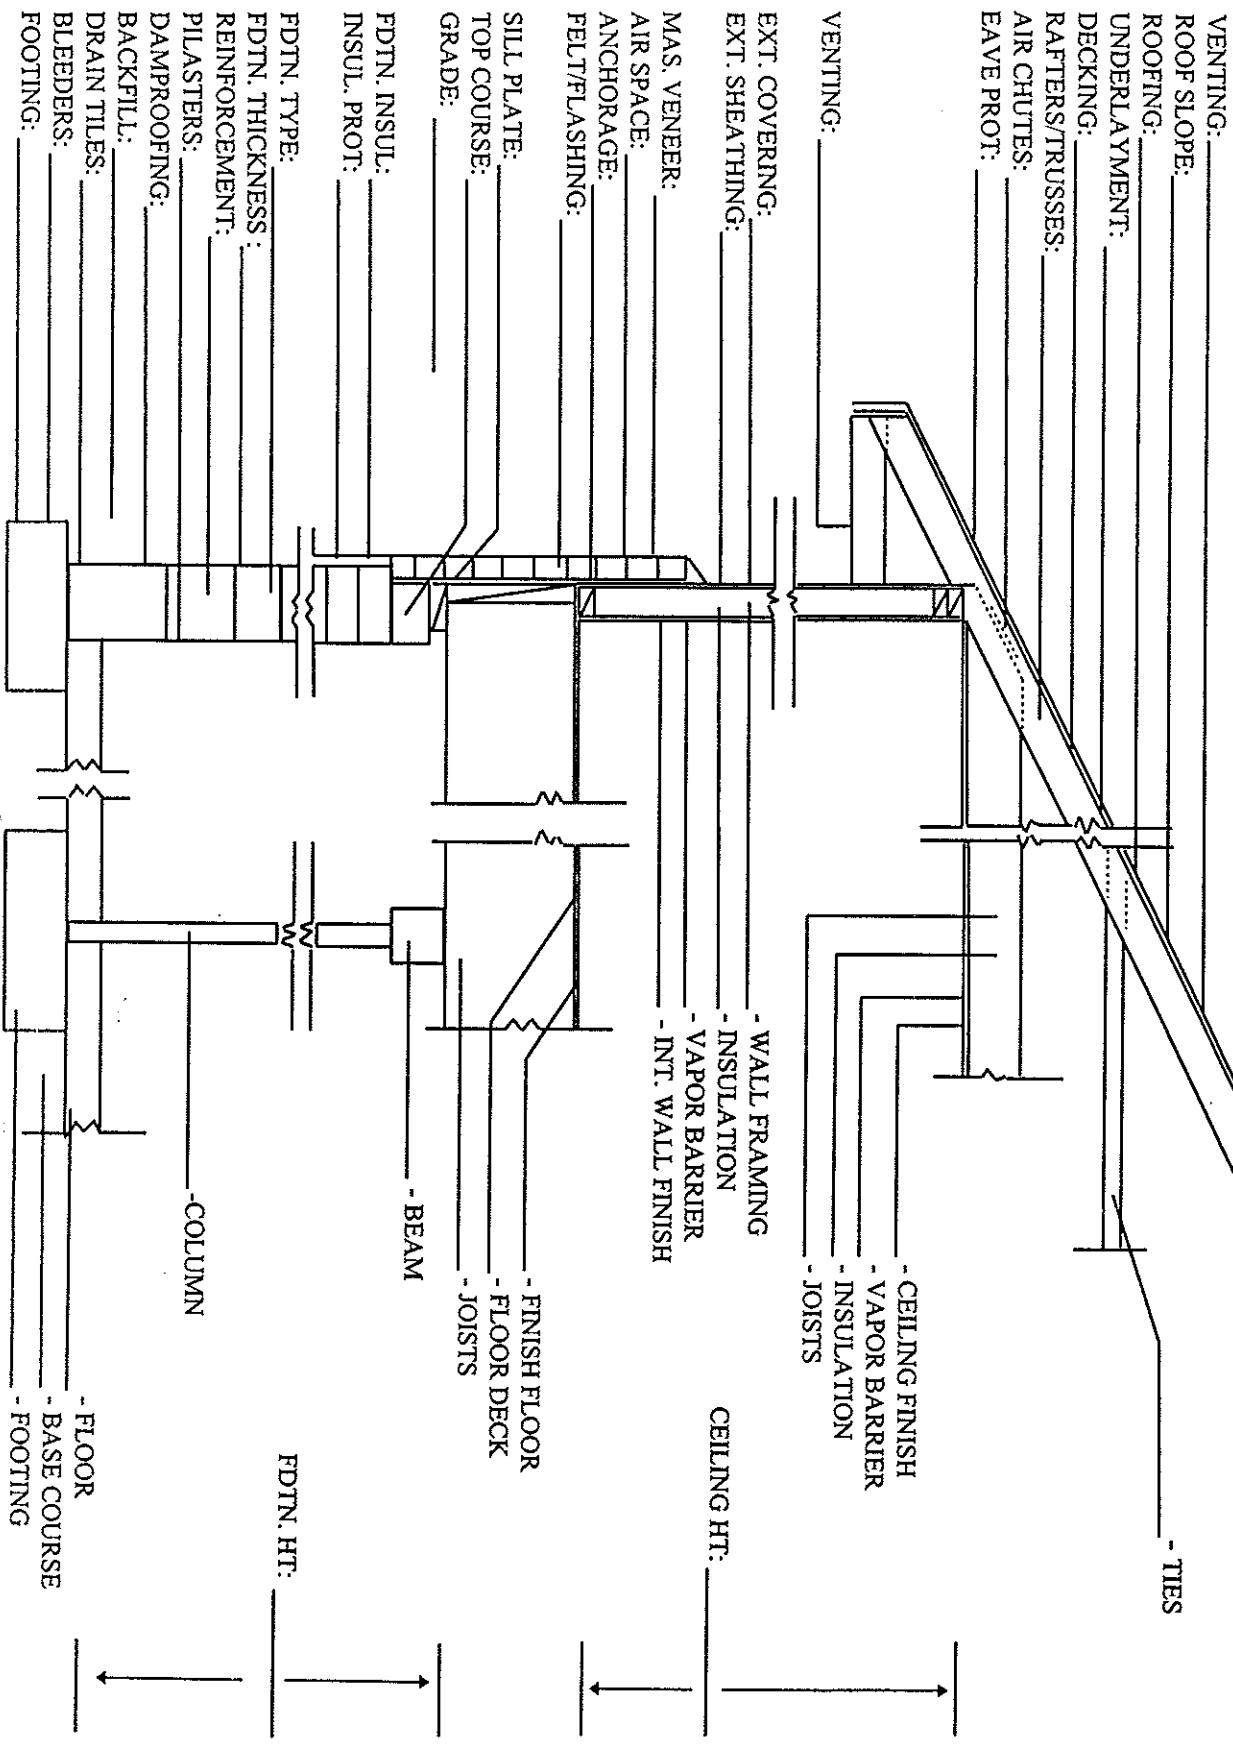 VENTING:
ROOF SLOPE:
ROOFING:
UNDERLAYMENT:
DECKING:
RAFTERS/TRUSSES:
AIR CHUTES:
EAVE PROT:
VENTING:
EXT. COVERING:
EXT. SHEATHING:
MAS. VENEER:
AIR SPACE:
ANCHORAGE:
FELT/FLASHING:
SILL PLATE:
TOP COURSE:
GRADE:
FDTN. INSUL:
INSUL. PROT:
FDTN. TYPE:
FDTN. THICKNESS :
REINFORCEMENT:
PILASTERS:
DAMPROOFING:
BACKFILL:
DRAIN TILES:
BLEEDERS:
FOOTING:
- TIES
- CEILING FINISH
- VAPOR BARRIER
- INSULATION
- JOISTS
- WALL FRAMING
- INSULATION
- VAPOR BARRIER
- INT. WALL FINISH
- FINISH FLOOR
- FLOOR DECK
- JOISTS
- BEAM
-COLUMN
- FLOOR
- BASE COURSE
- FOOTING
CEILING HT:
FDTN. HT: